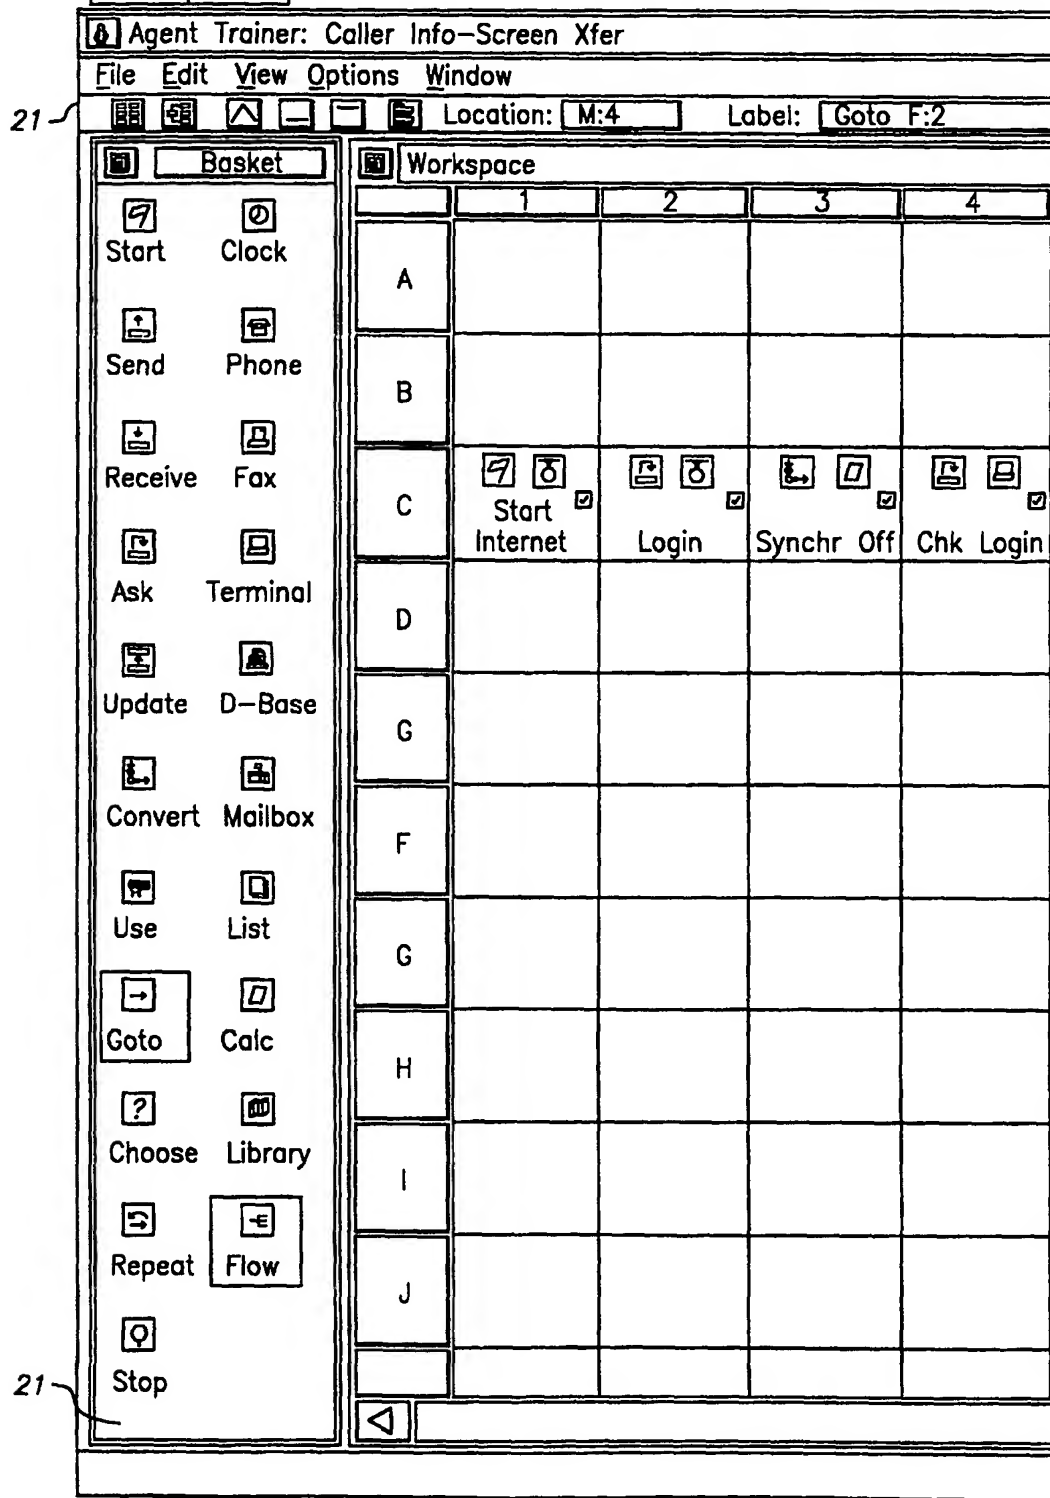 Agent Trainer: Caller Info-Screen Xfer
File Edit View Options Window
21 Location: M:4 Label: Goto F:2
Basket Workspace
1 2 3 4
Start Clock
A
Send Phone
B
Receive Fax
C
Start Internet
Login
Synchr Off
Chk Login
Ask Terminal
D
Update D-Base
G
Convert Mailbox
F
Use List
G
Goto Calc
H
Choose Library
?
I
Repeat Flow
J
Stop
21